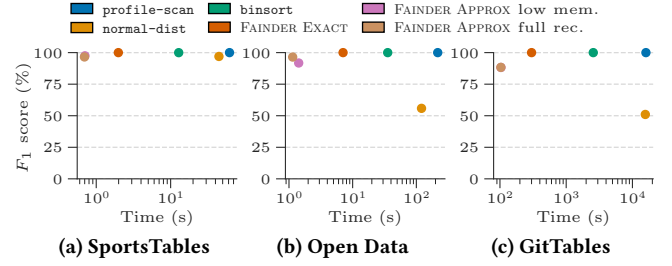 profile-scan binsort FAINDER APPROX low mem.
normal-dist FAINDER EXACT FAINDER APPROX full rec.
F1 score (%)
100 100 100
75 75 75
50 50 50
25 25 25
0 0 0
10^0 10^1 10^0 10^1 10^2 10^2 10^3 10^4
Time (s) Time (s) Time (s)
(a) SportsTables (b) Open Data (c) GitTables